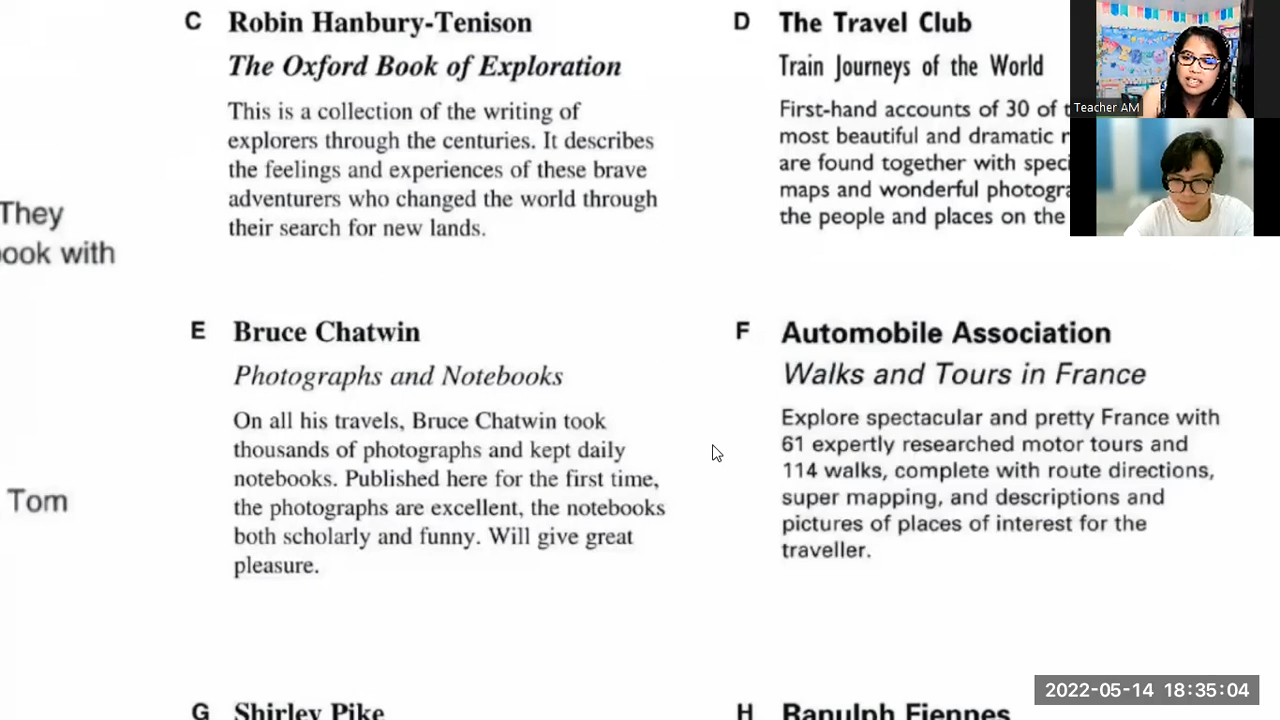 They
ook with
Tom
C Robin Hanbury-Tenison
The Oxford Book of Exploration
This is a collection of the writing of
explorers through the centuries. It describes
the feelings and experiences of these brave
adventurers who changed the world through
their search for new lands.
D The Travel Club
Train Journeys of the World
First-hand accounts of 30 of t
most beautiful and dramatic r
are found together with speci
maps and wonderful photogra
the people and places on the
E Bruce Chatwin
Photographs and Notebooks
On all his travels, Bruce Chatwin took
thousands of photographs and kept daily
notebooks. Published here for the first time,
the photographs are excellent, the notebooks
both scholarly and funny. Will give great
pleasure.
F Automobile Association
Walks and Tours in France
Explore spectacular and pretty France with
61 expertly researched motor tours and
114 walks, complete with route directions,
super mapping, and descriptions and
pictures of places of interest for the
traveller.
G Shirley Pike
H Ranulph Fiennes
Teacher AM
2022-05-14 18:35:04